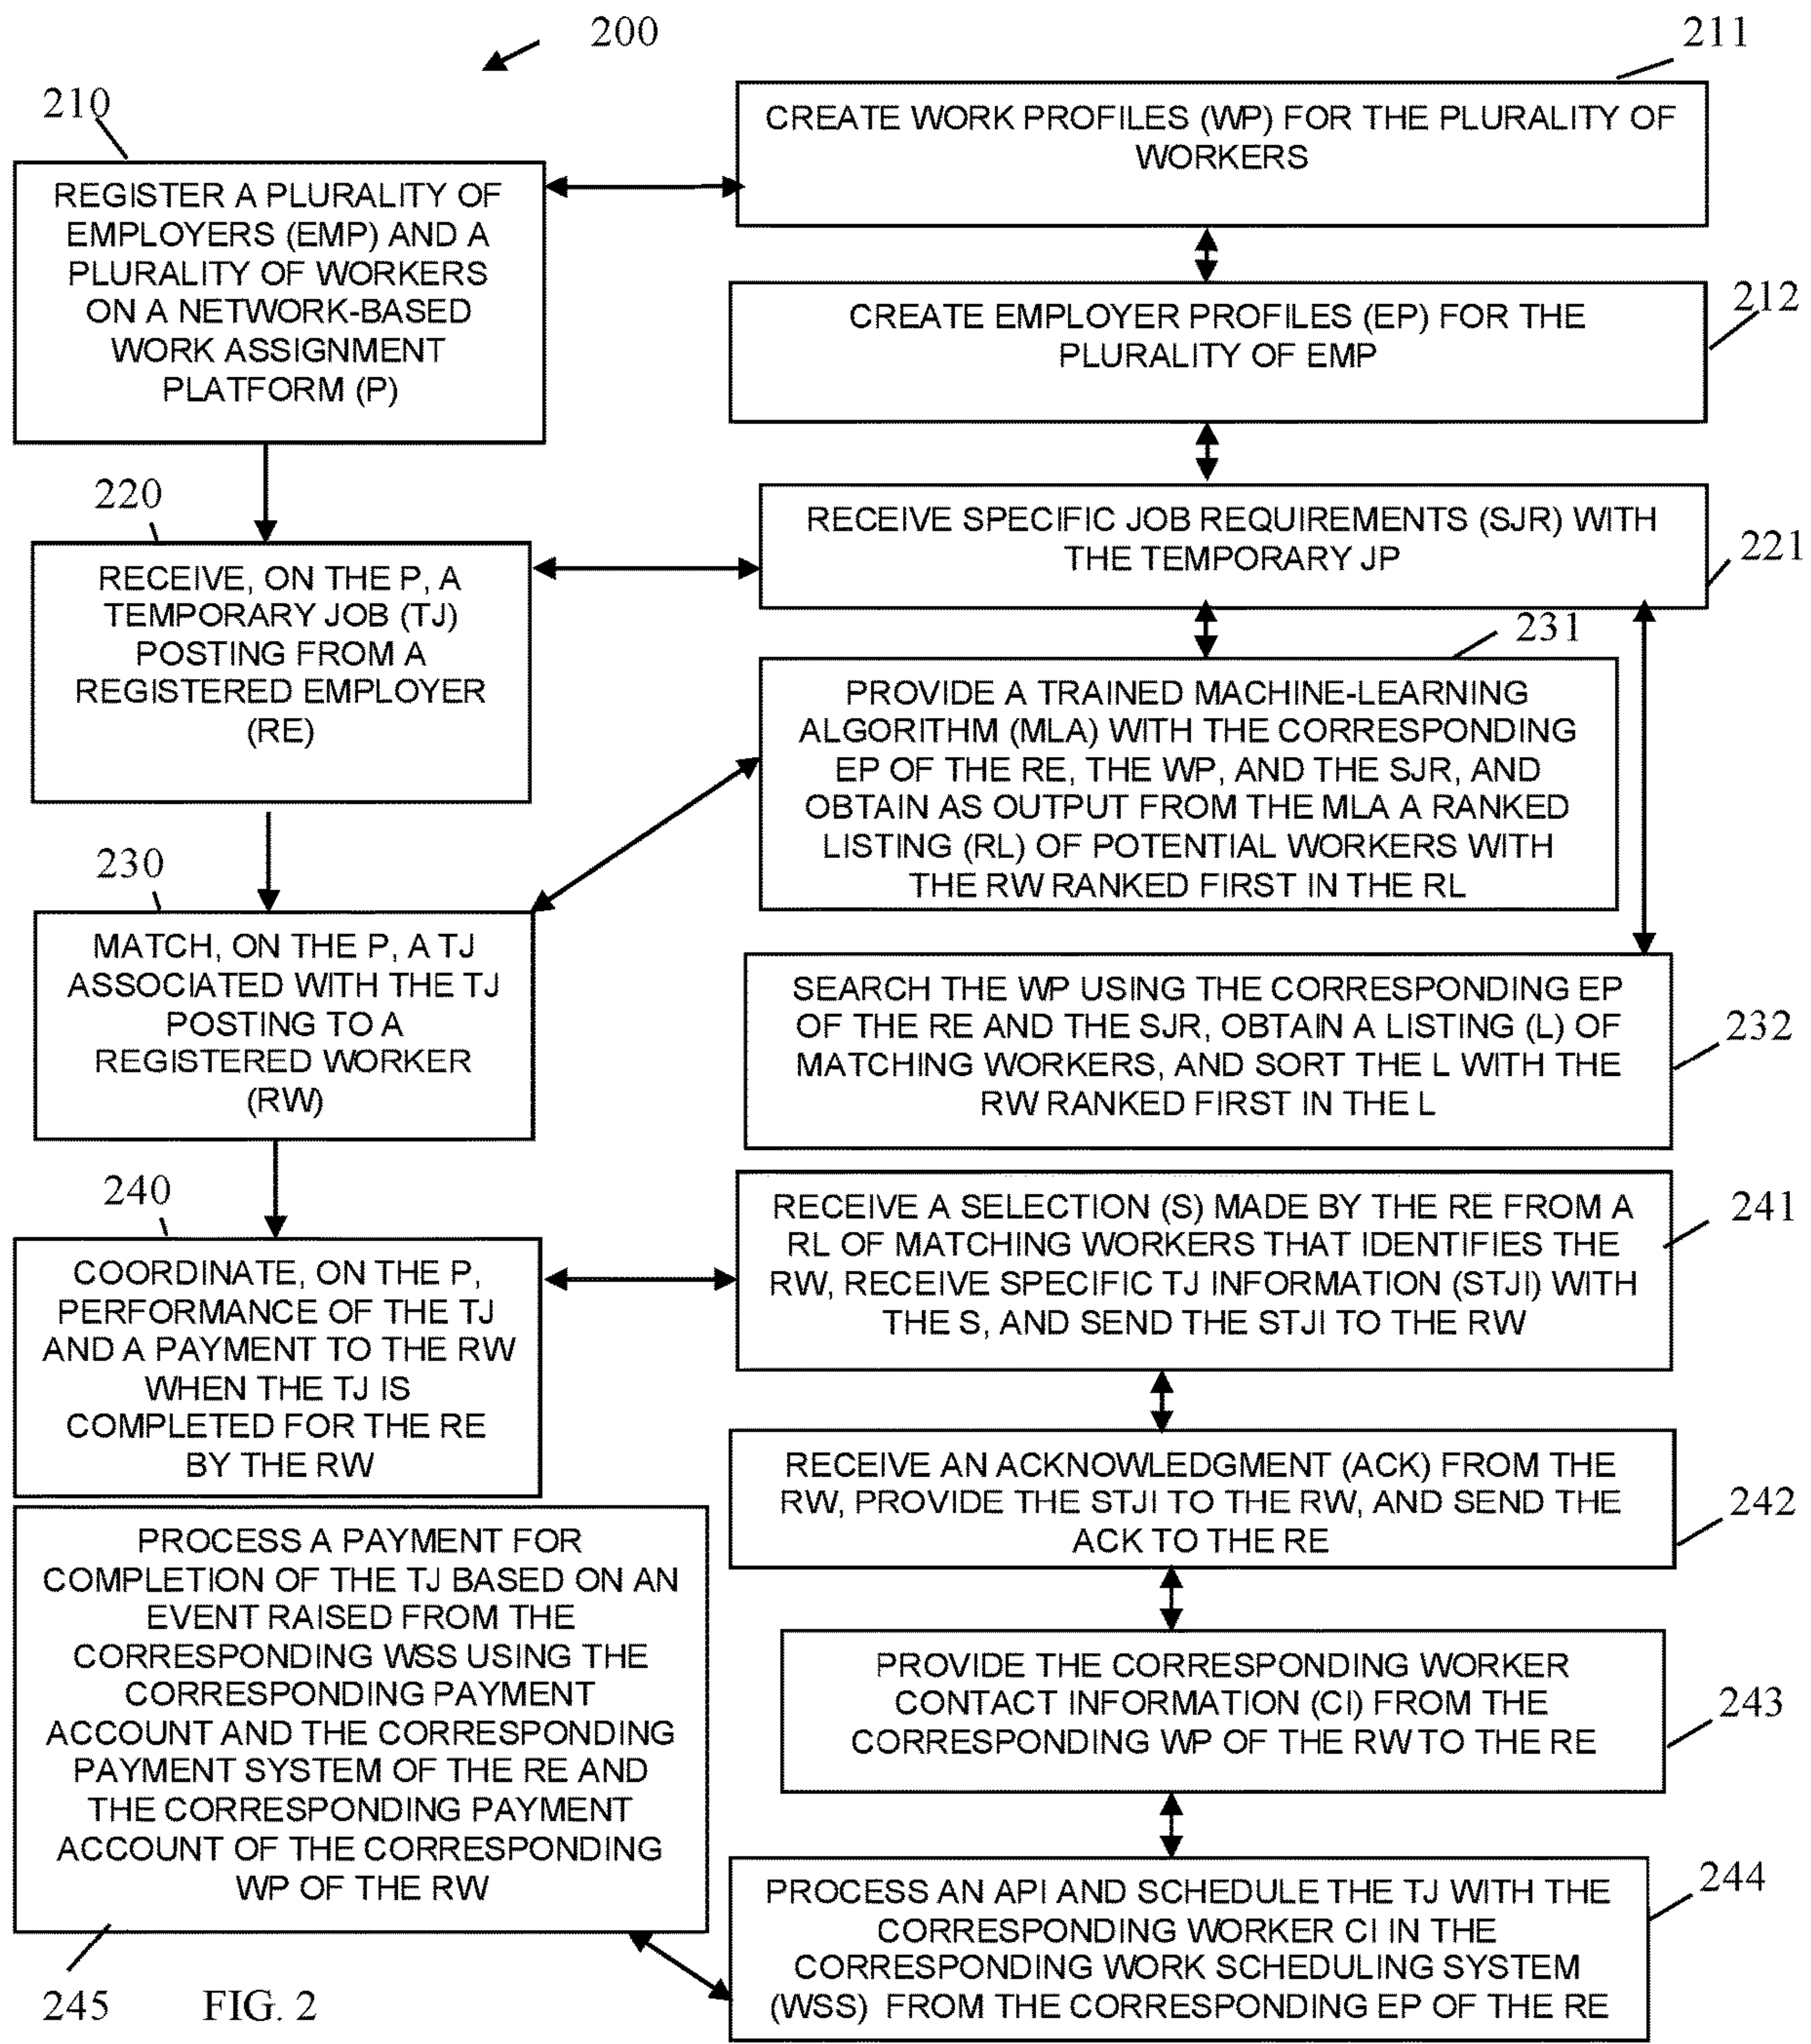 200
211
CREATE WORK PROFILES (WP) FOR THE PLURALITY OF
WORKERS
210
REGISTER A PLURALITY OF
EMPLOYERS (EMP) AND A
PLURALITY OF WORKERS
ON A NETWORK-BASED
WORK ASSIGNMENT
PLATFORM (P)
212
CREATE EMPLOYER PROFILES (EP) FOR THE
PLURALITY OF EMP
220
RECEIVE, ON THE P, A
TEMPORARY JOB (TJ)
POSTING FROM A
REGISTERED EMPLOYER
(RE)
RECEIVE SPECIFIC JOB REQUIREMENTS (SJR) WITH
THE TEMPORARY JP
221
231
PROVIDE A TRAINED MACHINE-LEARNING
ALGORITHM (MLA) WITH THE CORRESPONDING
EP OF THE RE, THE WP, AND THE SJR, AND
OBTAIN AS OUTPUT FROM THE MLA A RANKED
LISTING (RL) OF POTENTIAL WORKERS WITH
THE RW RANKED FIRST IN THE RL
230
MATCH, ON THE P, A TJ
ASSOCIATED WITH THE TJ
POSTING TO A
REGISTERED WORKER
(RW)
SEARCH THE WP USING THE CORRESPONDING EP
OF THE RE AND THE SJR, OBTAIN A LISTING (L) OF
MATCHING WORKERS, AND SORT THE L WITH THE
RW RANKED FIRST IN THE L
232
240
COORDINATE, ON THE P,
PERFORMANCE OF THE TJ
AND A PAYMENT TO THE RW
WHEN THE TJ IS
COMPLETED FOR THE RE
BY THE RW
RECEIVE A SELECTION (S) MADE BY THE RE FROM A
RL OF MATCHING WORKERS THAT IDENTIFIES THE
RW, RECEIVE SPECIFIC TJ INFORMATION (STJI) WITH
THE S, AND SEND THE STJI TO THE RW
241
RECEIVE AN ACKNOWLEDGMENT (ACK) FROM THE
RW, PROVIDE THE STJI TO THE RW, AND SEND THE
ACK TO THE RE
242
PROCESS A PAYMENT FOR
COMPLETION OF THE TJ BASED ON AN
EVENT RAISED FROM THE
CORRESPONDING WSS USING THE
CORRESPONDING PAYMENT
ACCOUNT AND THE CORRESPONDING
PAYMENT SYSTEM OF THE RE AND
THE CORRESPONDING PAYMENT
ACCOUNT OF THE CORRESPONDING
WP OF THE RW
PROVIDE THE CORRESPONDING WORKER
CONTACT INFORMATION (CI) FROM THE
CORRESPONDING WP OF THE RW TO THE RE
243
PROCESS AN API AND SCHEDULE THE TJ WITH THE
CORRESPONDING WORKER CI IN THE
CORRESPONDING WORK SCHEDULING SYSTEM
(WSS) FROM THE CORRESPONDING EP OF THE RE
244
245
FIG. 2